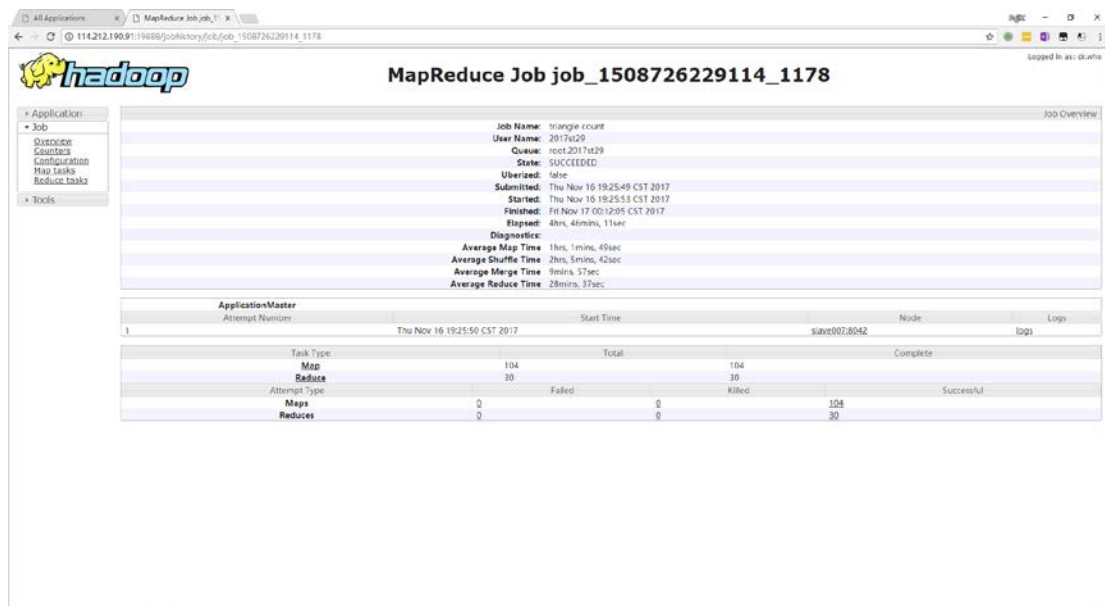 All Applications
MapReduce Job job_1
114.212.190.91:19888/jobhistory/job/job_1508726229114_1178
Logged in as: dr.who
hadoop
MapReduce Job job_1508726229114_1178
Application
Job
Overview
Counters
Configuration
Map tasks
Reduce tasks
Tools
Job Overview
Job Name: triangle count
User Name: 2017st29
Queue: root.2017st29
State: SUCCEEDED
Uberized: false
Submitted: Thu Nov 16 19:25:49 CST 2017
Started: Thu Nov 16 19:25:53 CST 2017
Finished: Fri Nov 17 00:12:05 CST 2017
Elapsed: 4hrs, 46mins, 11sec
Diagnostics:
Average Map Time 1hrs, 1mins, 49sec
Average Shuffle Time 2hrs, 5mins, 42sec
Average Merge Time 9mins, 57sec
Average Reduce Time 28mins, 37sec
ApplicationMaster
Attempt Number Start Time Node Logs
1 Thu Nov 16 19:25:50 CST 2017 slave007:8042 logs
Task Type Total Complete
Map 104 104
Reduce 30 30
Attempt Type Failed Killed Successful
Maps 0 0 104
Reduces 0 0 30